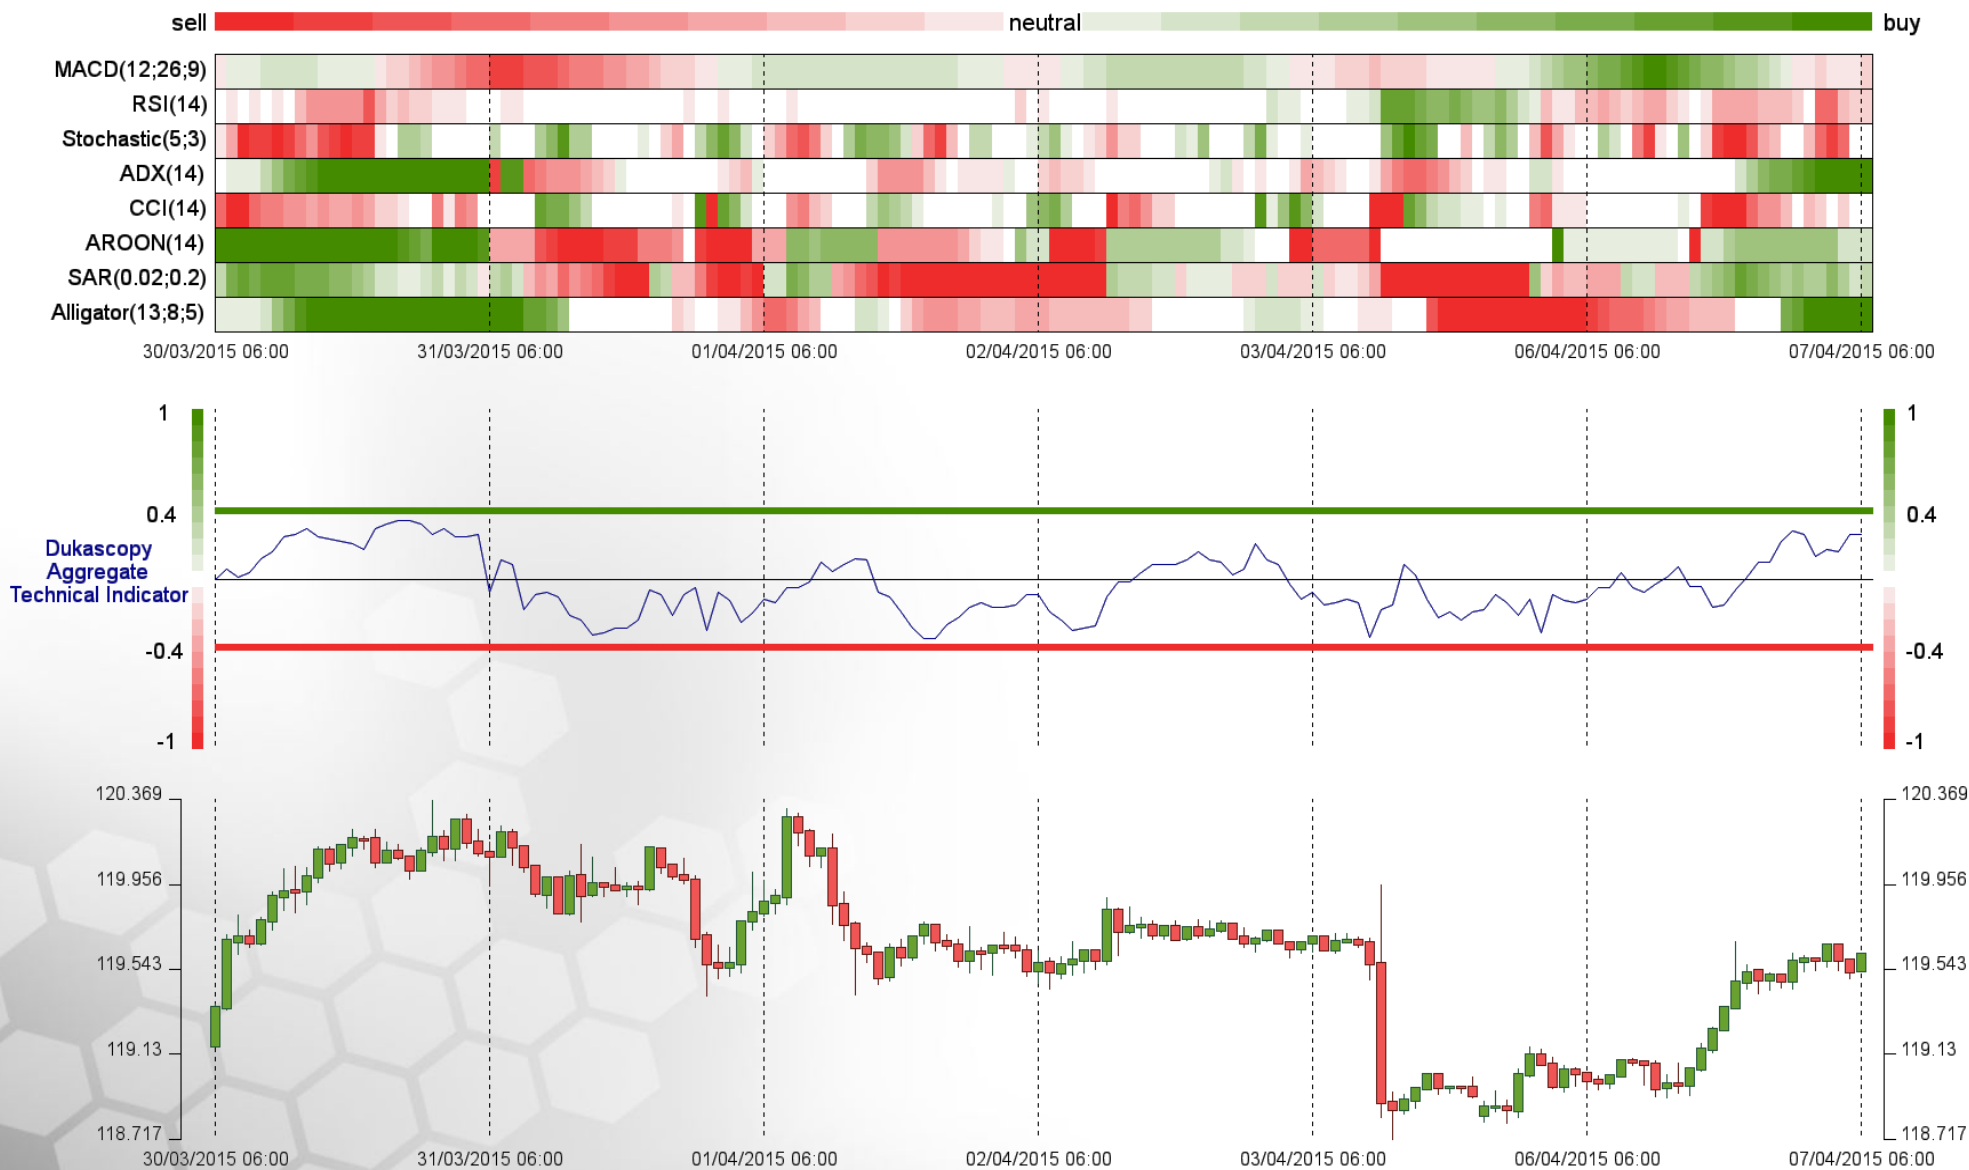 sell neutral buy
MACD(12;26;9)
RSI(14)
Stochastic(5;3)
ADX(14)
CCI(14)
AROON(14)
SAR(0.02;0.2)
Alligator(13;8;5)
30/03/2015 06:00 31/03/2015 06:00 01/04/2015 06:00 02/04/2015 06:00 03/04/2015 06:00 06/04/2015 06:00 07/04/2015 06:00
1 1
0.4 0.4
Dukascopy
Aggregate
Technical Indicator
-0.4 -0.4
-1 -1
120.369 120.369
119.956 119.956
119.543 119.543
119.13 119.13
118.717 118.717
30/03/2015 06:00 31/03/2015 06:00 01/04/2015 06:00 02/04/2015 06:00 03/04/2015 06:00 06/04/2015 06:00 07/04/2015 06:00